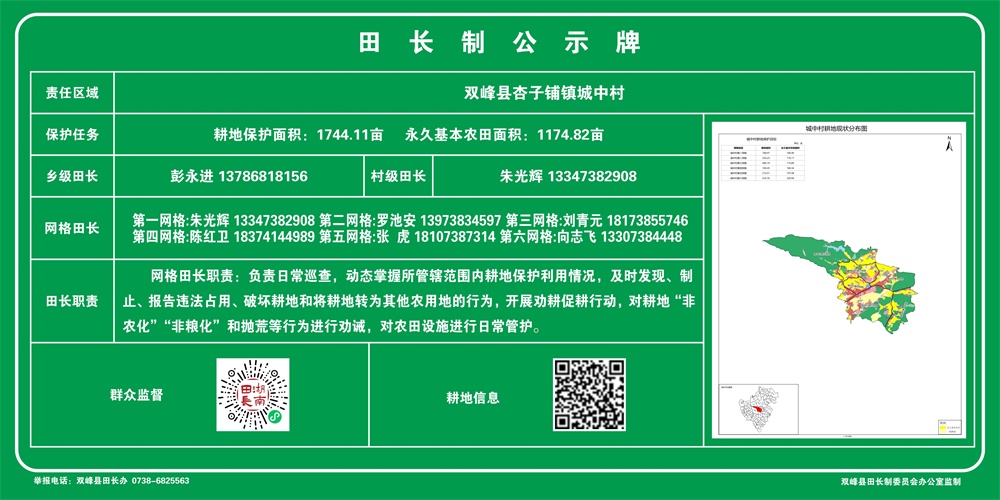 田长制公示牌
责任区域
双峰县杏子铺镇城中村
保护任务
耕地保护面积：1744.11亩 永久基本农田面积：1174.82亩
乡级田长
彭永进 13786818156
村级田长
朱光辉 13347382908
网格田长
第一网格:朱光辉 13347382908 第二网格:罗池安 13973834597 第三网格:刘青元 18173855746
第四网格:陈红卫 18374144989 第五网格:张 虎 18107387314 第六网格:向志飞 13307384448
田长职责
网格田长职责：负责日常巡查，动态掌握所管辖范围内耕地保护利用情况，及时发现、制
止、报告违法占用、破坏耕地和将耕地转为其他农用地的行为，开展劝耕促耕行动，对耕地“非
农化”“非粮化”和抛荒等行为进行劝诫，对农田设施进行日常管护。
群众监督
田长
湖南
耕地信息
城中村耕地现状分布图
N
举报电话：双峰县田长办 0738-6825563
双峰县田长制委员会办公室监制